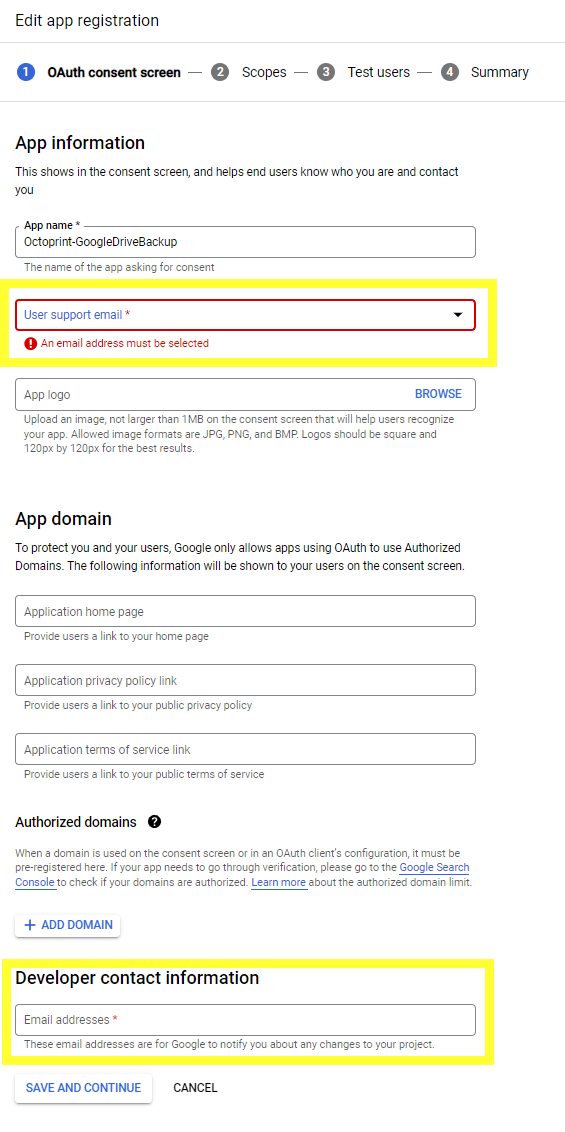 Edit app registration
1 OAuth consent screen — 2 Scopes — 3 Test users — 4 Summary
App information
This shows in the consent screen, and helps end users know who you are and contact
you
App name *
Octoprint-GoogleDriveBackup
The name of the app asking for consent
User support email *
! An email address must be selected
App logo BROWSE
Upload an image, not larger than 1MB on the consent screen that will help users recognize
your app. Allowed image formats are JPG, PNG, and BMP. Logos should be square and
120px by 120px for the best results.
App domain
To protect you and your users, Google only allows apps using OAuth to use Authorized
Domains. The following information will be shown to your users on the consent screen.
Application home page
Provide users a link to your home page
Application privacy policy link
Provide users a link to your public privacy policy
Application terms of service link
Provide users a link to your public terms of service
Authorized domains ?
When a domain is used on the consent screen or in an OAuth client's configuration, it must be
pre-registered here. If your app needs to go through verification, please go to the Google Search
Console to check if your domains are authorized. Learn more about the authorized domain limit.
+ ADD DOMAIN
Developer contact information
Email addresses *
These email addresses are for Google to notify you about any changes to your project.
SAVE AND CONTINUE CANCEL